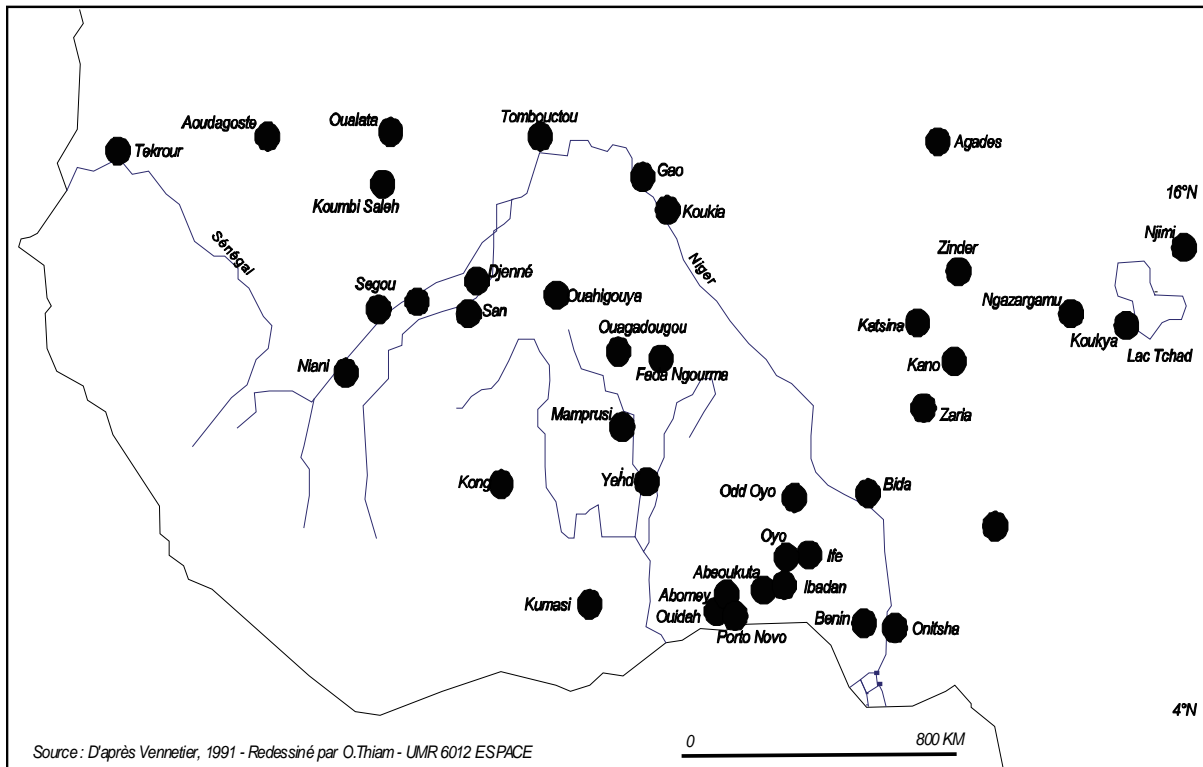 Tombouctou
Oualata
Aoudagoste
Tekrour
Agades
Gao
Koumbi Saleh
16°N
Koukia
Sénégal
Niger
Njimi
Zinder
Djenné
Segou
Ouahigouya
San
Ngazargamu
Katsina
Koukya
Ouagadougou
Lac Tchad
Kano
Niani
Fada Ngourma
Mamprusi
Zaria
Kong
Yendi
Odd Oyo
Bida
Oyo
Ife
Abeoukuta
Ibadan
Abomey
Kumasi
Ouidah
Benin
Onitsha
Porto Novo
4°N
0 800 KM
Source : D'après Vennetier, 1991 - Redessiné par O.Thiam - UMR 6012 ESPACE